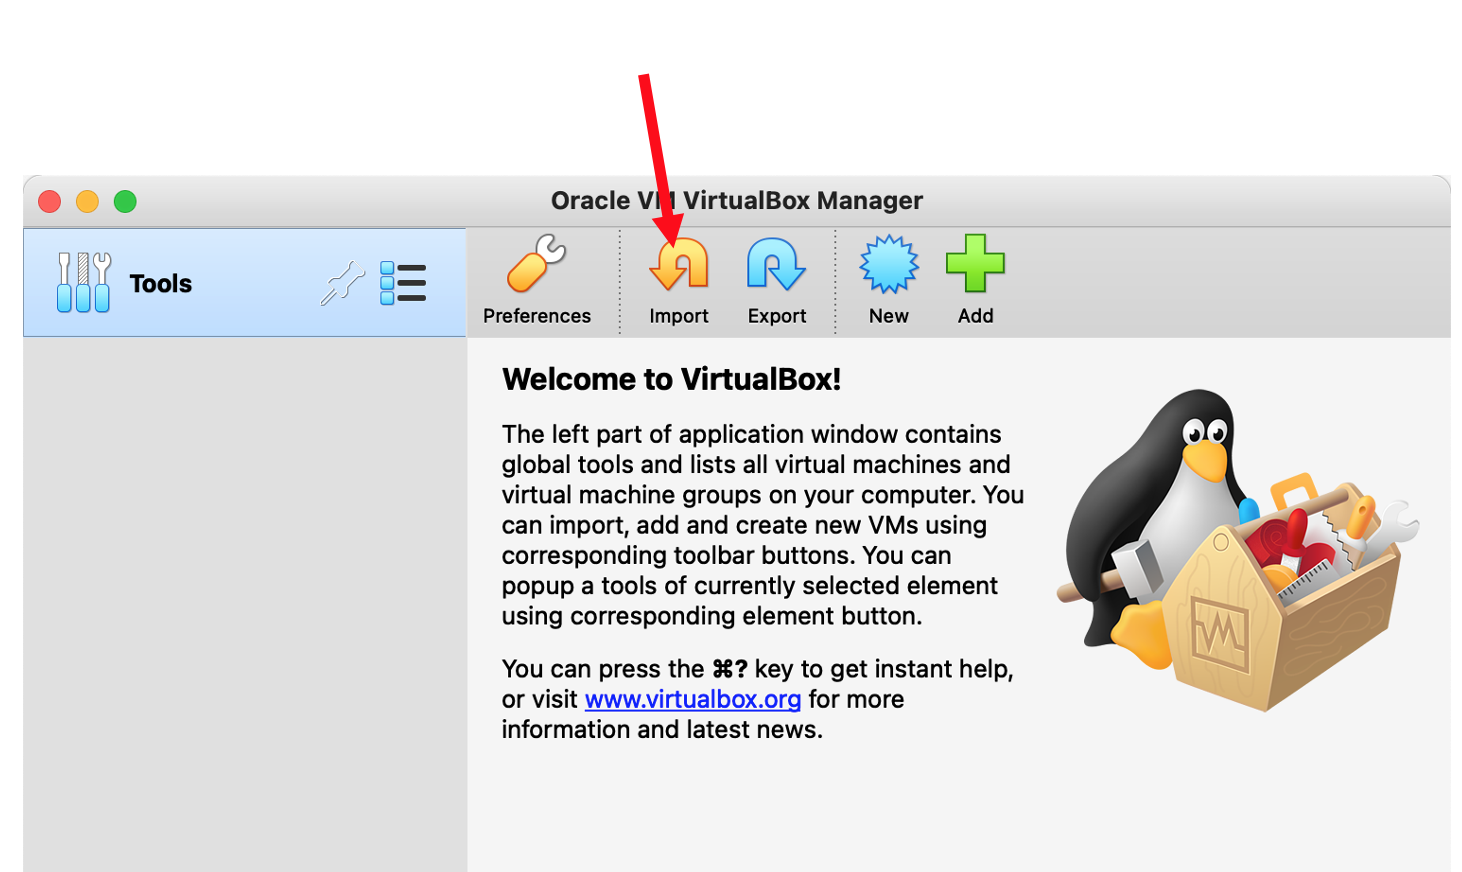 Oracle VM VirtualBox Manager
Tools
Preferences
Import
Export
New
Add
Welcome to VirtualBox!
The left part of application window contains
global tools and lists all virtual machines and
virtual machine groups on your computer. You
can import, add and create new VMs using
corresponding toolbar buttons. You can
popup a tools of currently selected element
using corresponding element button.
You can press the ⌘? key to get instant help,
or visit www.virtualbox.org for more
information and latest news.